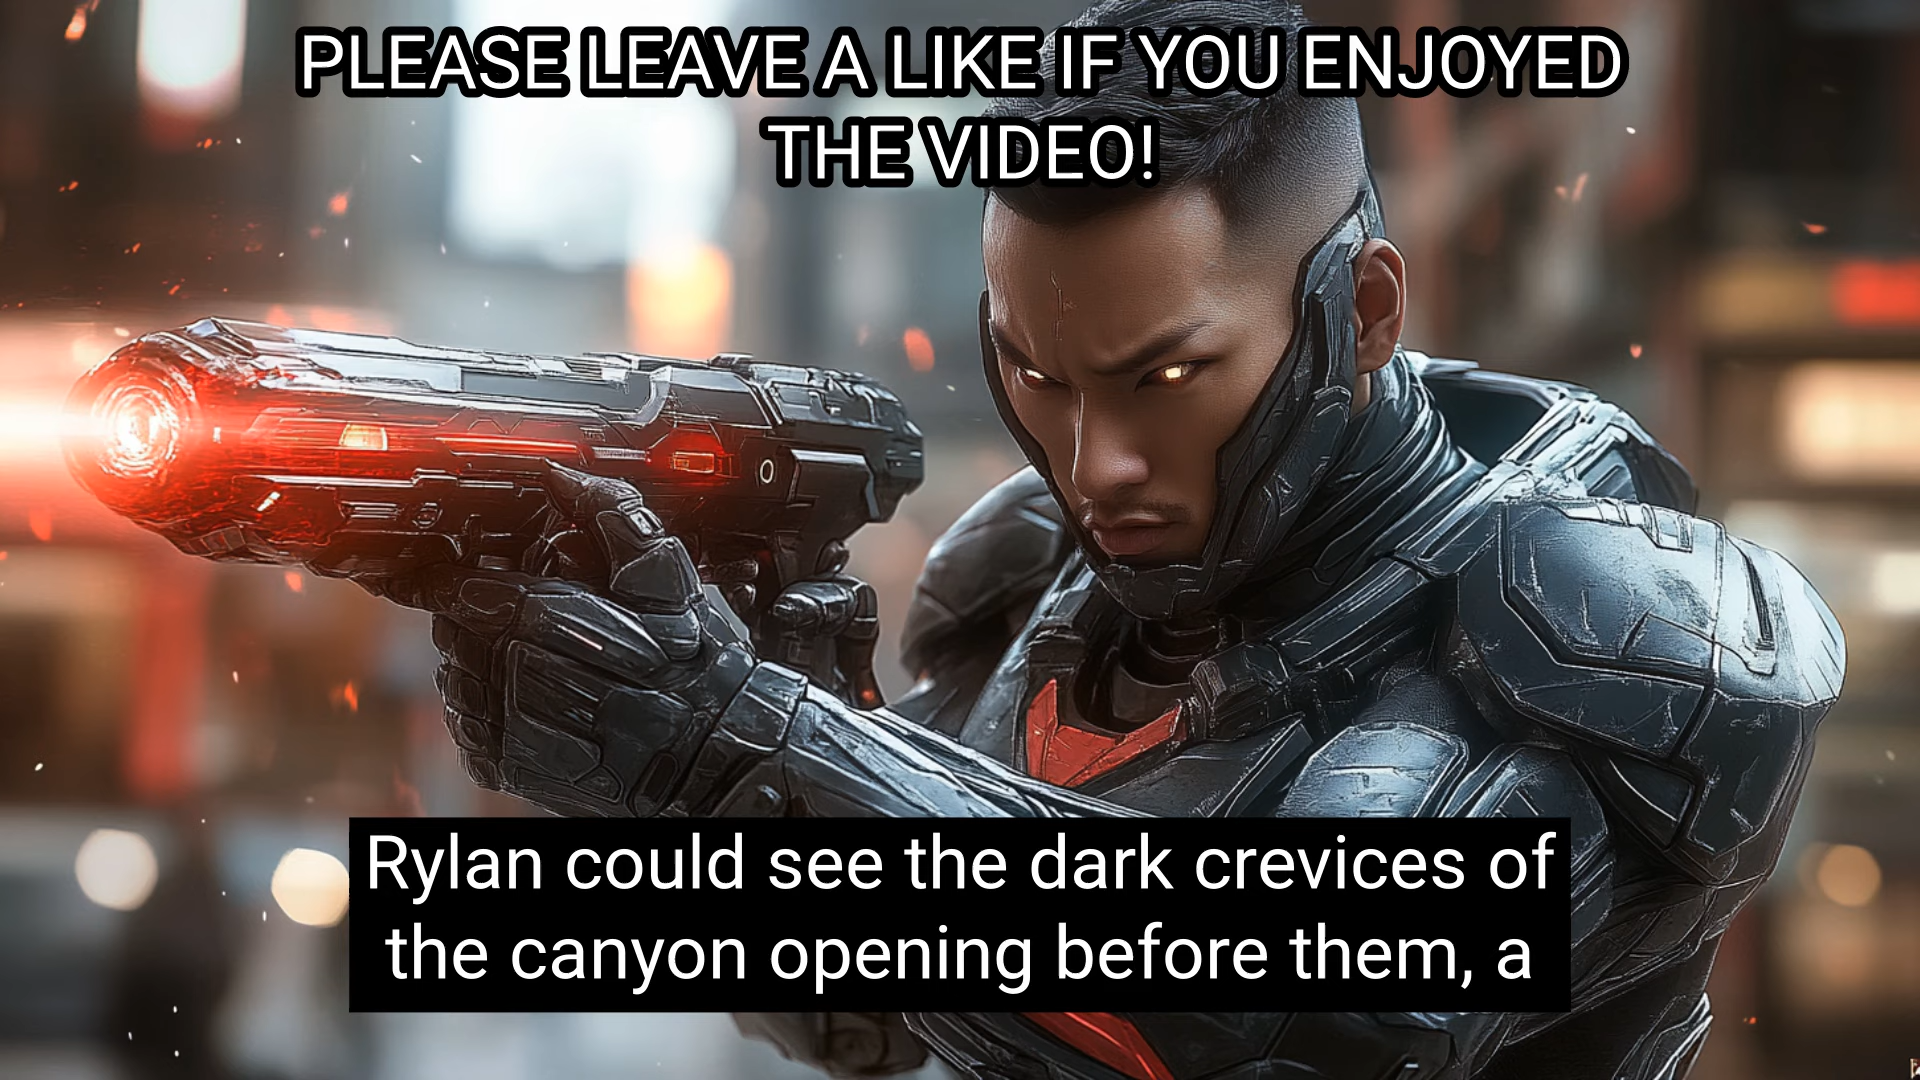 PLEASE LEAVE A LIKE IF YOU ENJOYED
THE VIDEO!
Rylan could see the dark crevices of
the canyon opening before them, a